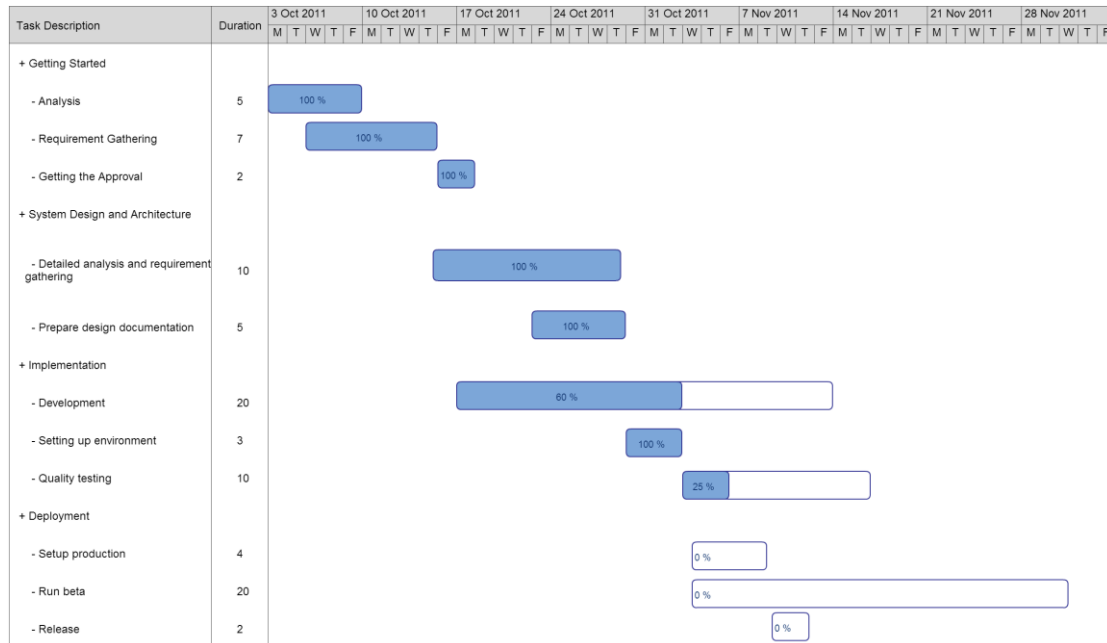 Task Description Duration 3 Oct 2011 10 Oct 2011 17 Oct 2011 24 Oct 2011 31 Oct 2011 7 Nov 2011 14 Nov 2011 21 Nov 2011 28 Nov 2011
M T W T F M T W T F M T W T F M T W T F M T W T F M T W T F M T W T F M T W T F M T W T F
+ Getting Started
- Analysis 5 100 %
- Requirement Gathering 7 100 %
- Getting the Approval 2 100 %
+ System Design and Architecture
- Detailed analysis and requirement
gathering 10 100 %
- Prepare design documentation 5 100 %
+ Implementation
- Development 20 60 %
- Setting up environment 3 100 %
- Quality testing 10 25 %
+ Deployment
- Setup production 4 0 %
- Run beta 20 0 %
- Release 2 0 %